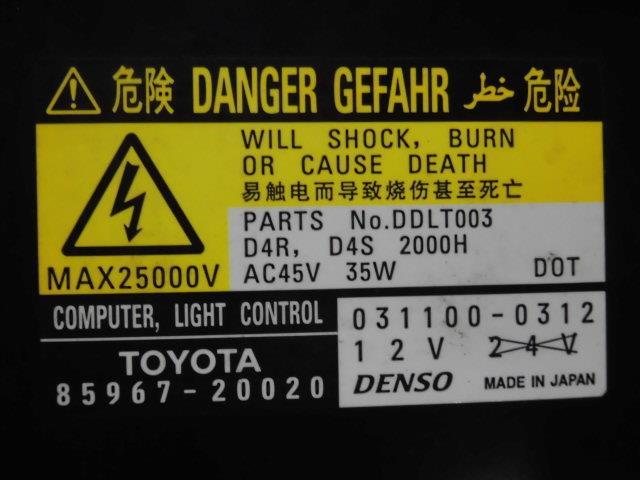 危険 DANGER GEFAHR خطر 危险
WILL SHOCK, BURN
OR CAUSE DEATH
易触电而导致烧伤甚至死亡
MAX25000V
PARTS No.DDLT003
D4R, D4S 2000H
AC45V 35W DOT
COMPUTER, LIGHT CONTROL
TOYOTA
85967-20020
031100-0312
12V 24V
DENSO MADE IN JAPAN